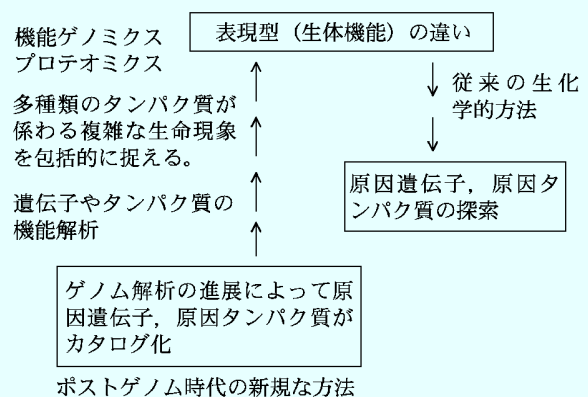 表現型（生体機能）の違い
機能ゲノミクス
プロテオミクス
多種類のタンパク質が
係わる複雑な生命現象
を包括的に捉える。
遺伝子やタンパク質の
機能解析
ゲノム解析の進展によって原
因遺伝子，原因タンパク質が
カタログ化
ポストゲノム時代の新規な方法
従来の生化
学的方法
原因遺伝子，原因タ
ンパク質の探索